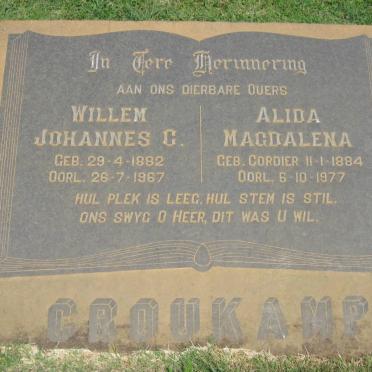 In Tere Herinnering
AAN ONS DIERBARE OUERS
WILLEM
JOHANNES C.
GEB. 29-4-1882
OORL. 26-7-1967
ALIDA
MAGDALENA
GEB. CORDIER 11-1-1884
OORL. 6-10-1977
HUL PLEK IS LEEG, HUL STEM IS STIL.
ONS SWYG O HEER, DIT WAS U WIL.
CROUKAMP